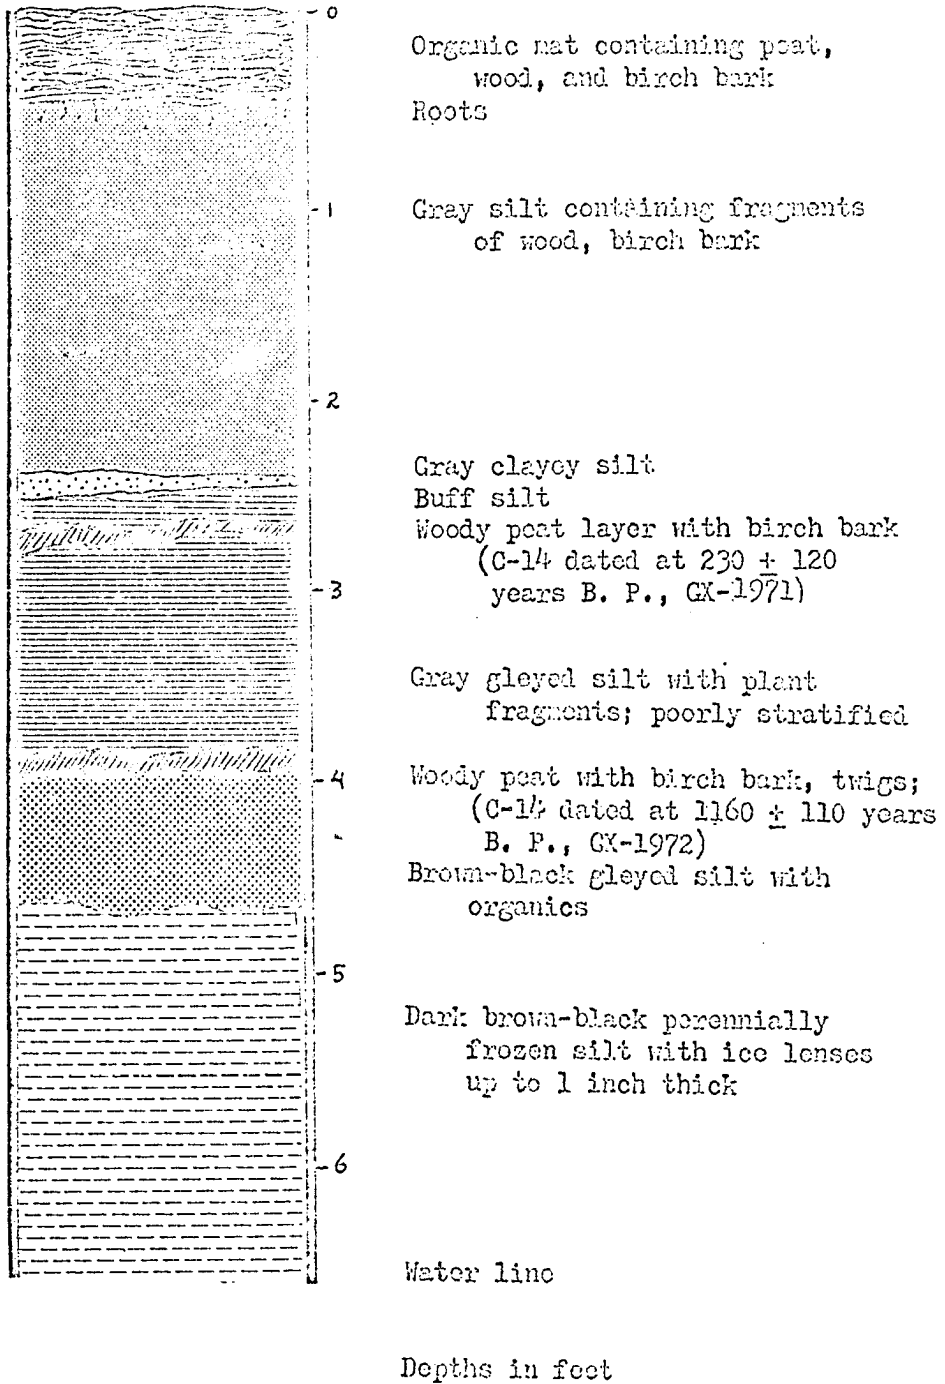 0
Organic mat containing peat,
wood, and birch bark
Roots
1
Gray silt containing fragments
of wood, birch bark
2
Gray clayey silt
Buff silt
Woody peat layer with birch bark
(C-14 dated at 230 ± 120
years B. P., GX-1971)
3
Gray gleyed silt with plant
fragments; poorly stratified
4
Woody peat with birch bark, twigs;
(C-14 dated at 1160 ± 110 years
B. P., GX-1972)
Brown-black gleyed silt with
organics
5
Dark brown-black perennially
frozen silt with ice lenses
up to 1 inch thick
6
Water line
Depths in feet